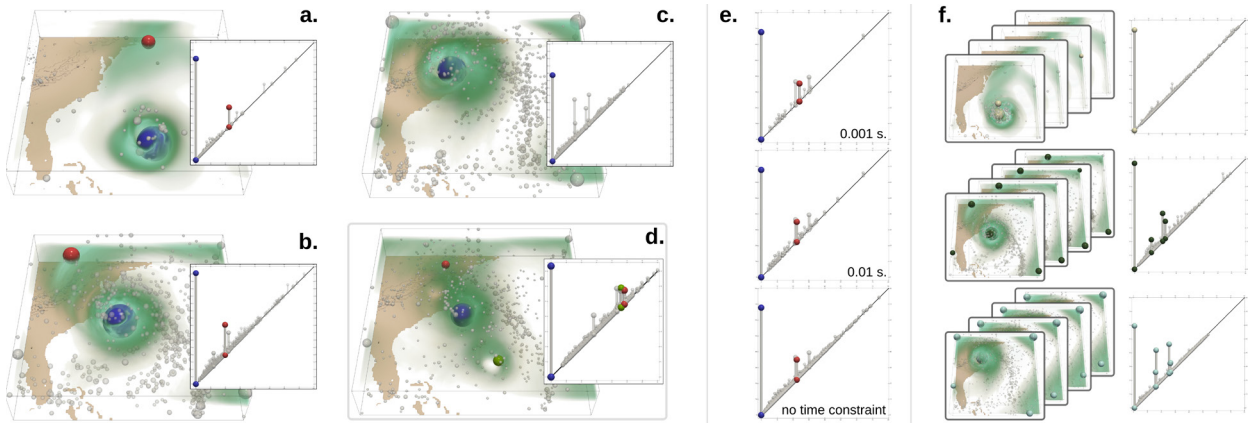 a.
b.
c.
d.
e.
0.001 s.
0.01 s.
no time constraint
f.